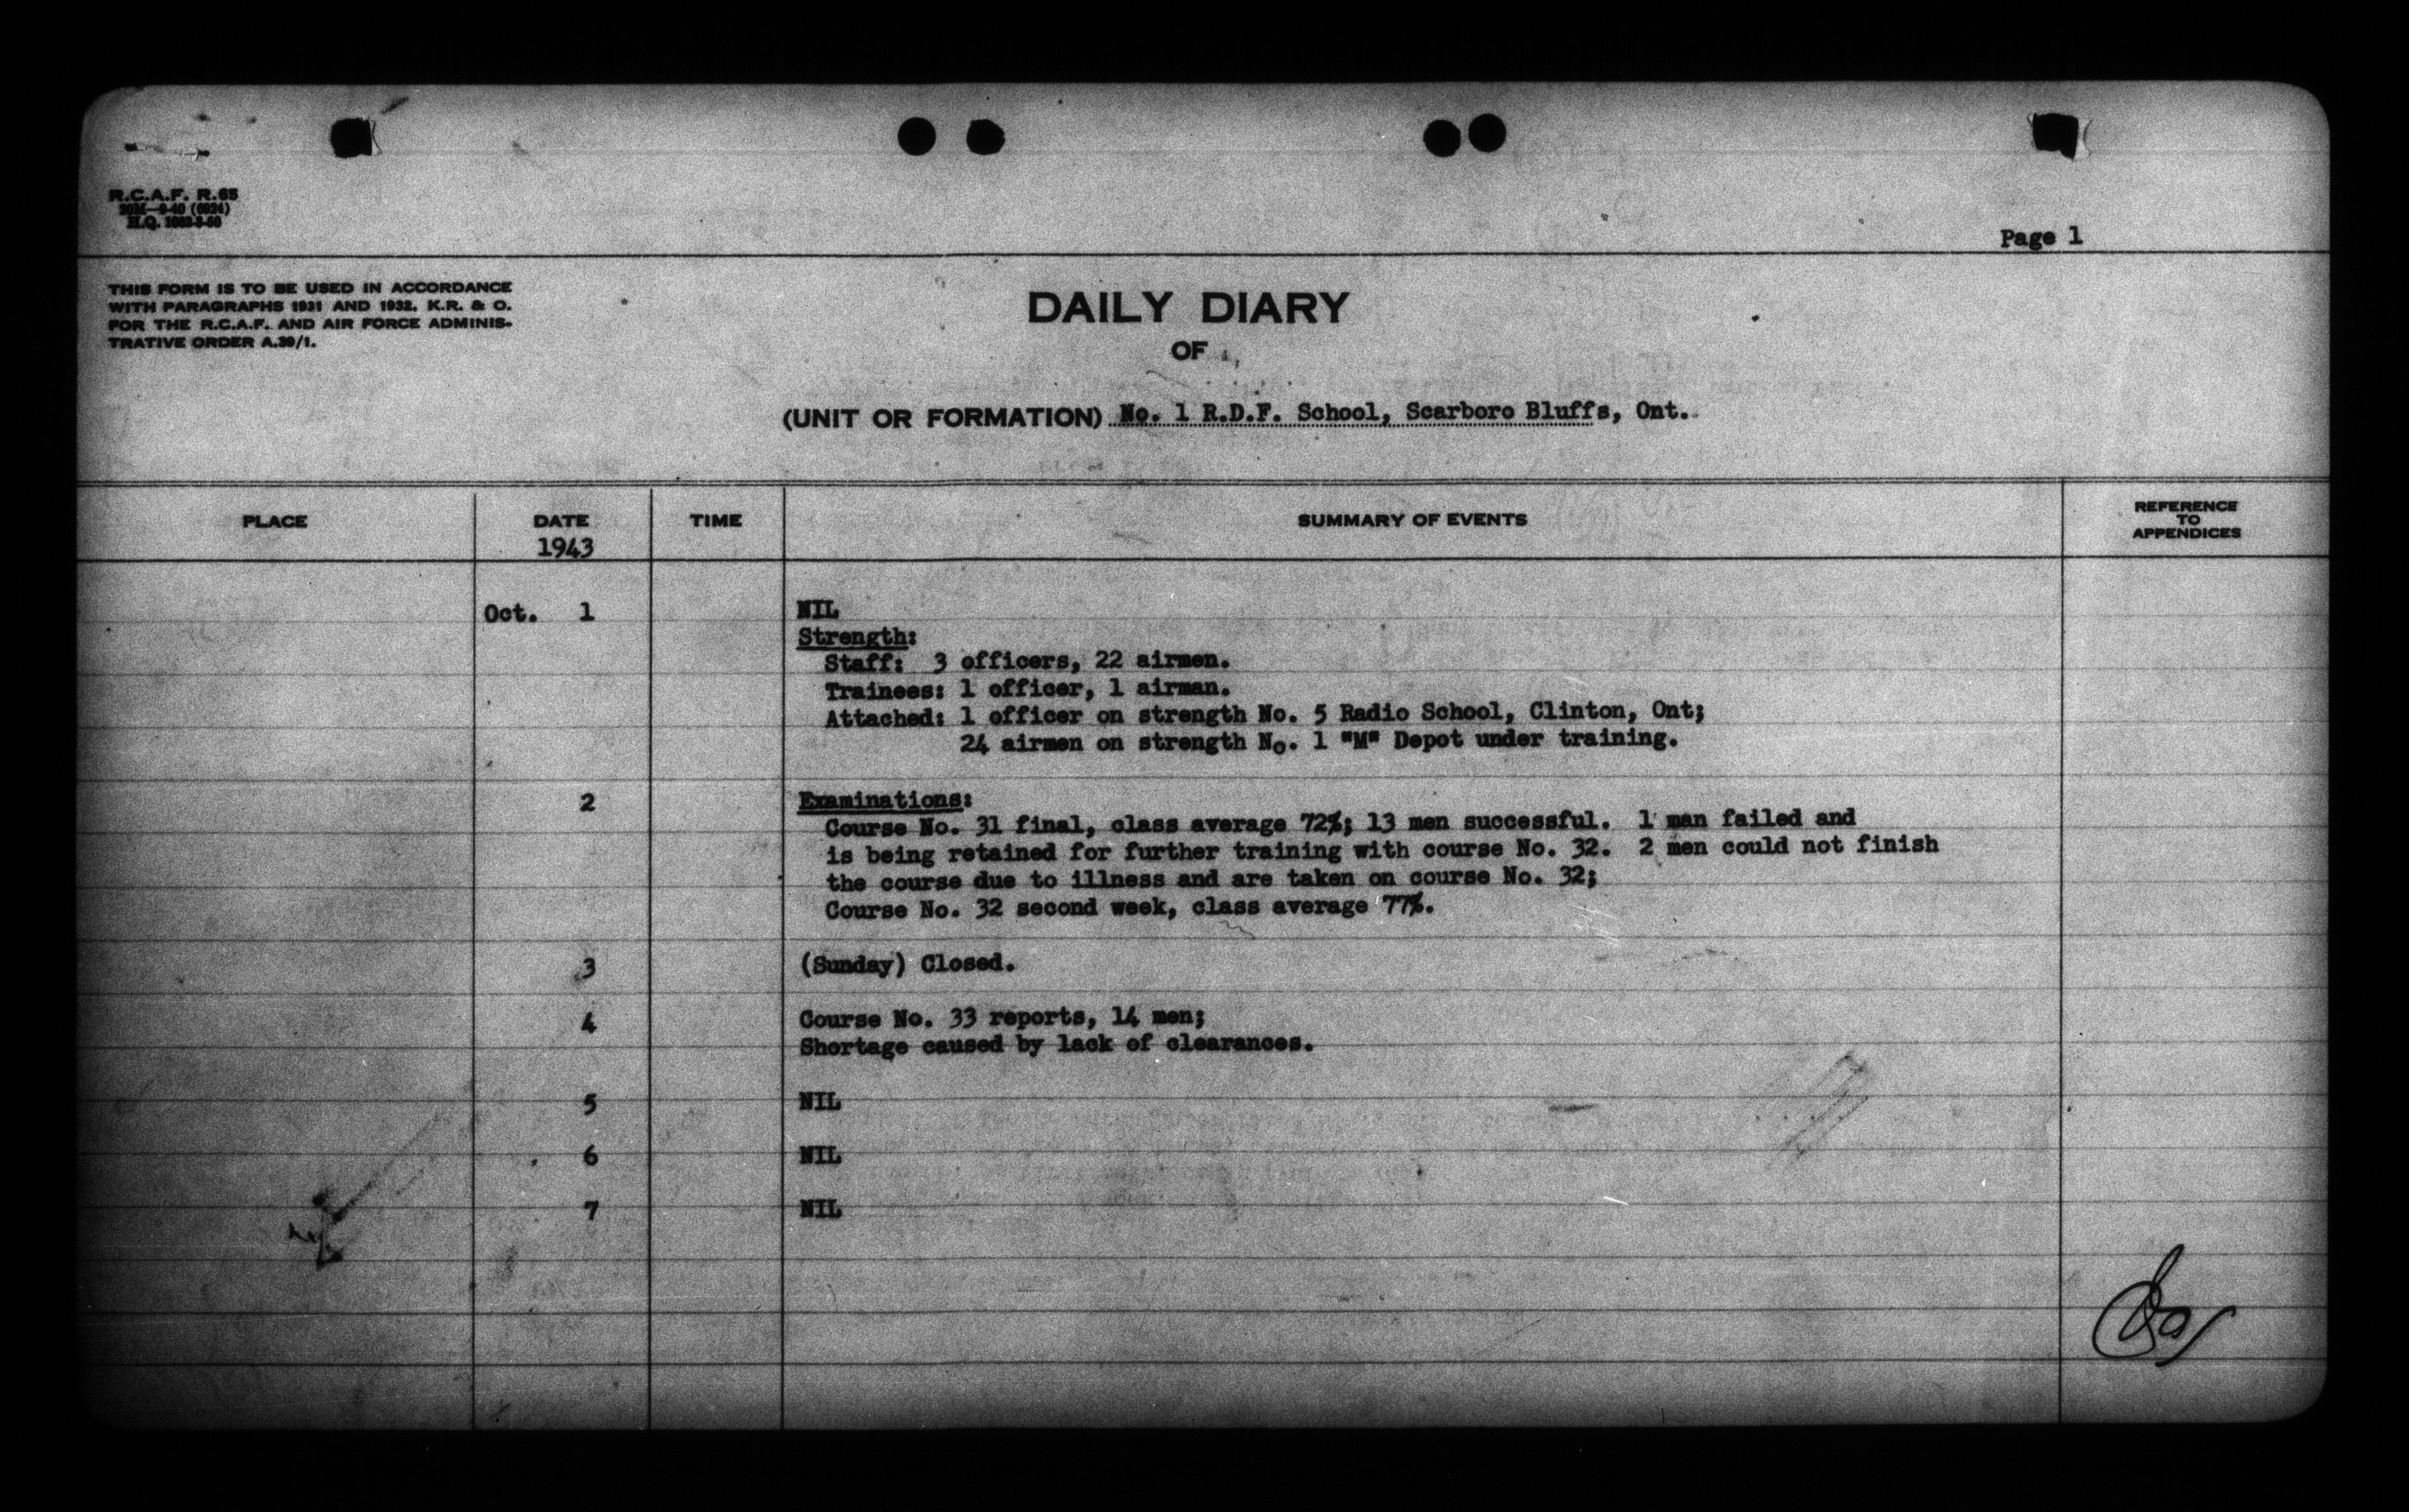 R.C.A.F. R.65
H.Q.
Page 1
THIS FORM IS TO BE USED IN ACCORDANCE
WITH PARAGRAPHS 1931 AND 1932, K.R. & O.
FOR THE R.C.A.F. AND AIR FORCE ADMINIS-
TRATIVE ORDER A.39/1.
DAILY DIARY
OF
(UNIT OR FORMATION) No. 1 R.D.F. School, Scarboro Bluffs, Ont.
PLACE DATE TIME SUMMARY OF EVENTS REFERENCE TO APPENDICES
1943
Oct. 1 NIL
Strength:
Staff: 3 officers, 22 airmen.
Trainees: 1 officer, 1 airman.
Attached: 1 officer on strength No. 5 Radio School, Clinton, Ont;
24 airmen on strength No. 1 "M" Depot under training.
2 Examinations:
Course No. 31 final, class average 72%; 13 men successful. 1 man failed and
is being retained for further training with course No. 32. 2 men could not finish
the course due to illness and are taken on course No. 32;
Course No. 32 second week, class average 77%.
3 (Sunday) Closed.
4 Course No. 33 reports, 14 men;
Shortage caused by lack of clearances.
5 NIL
6 NIL
7 NIL